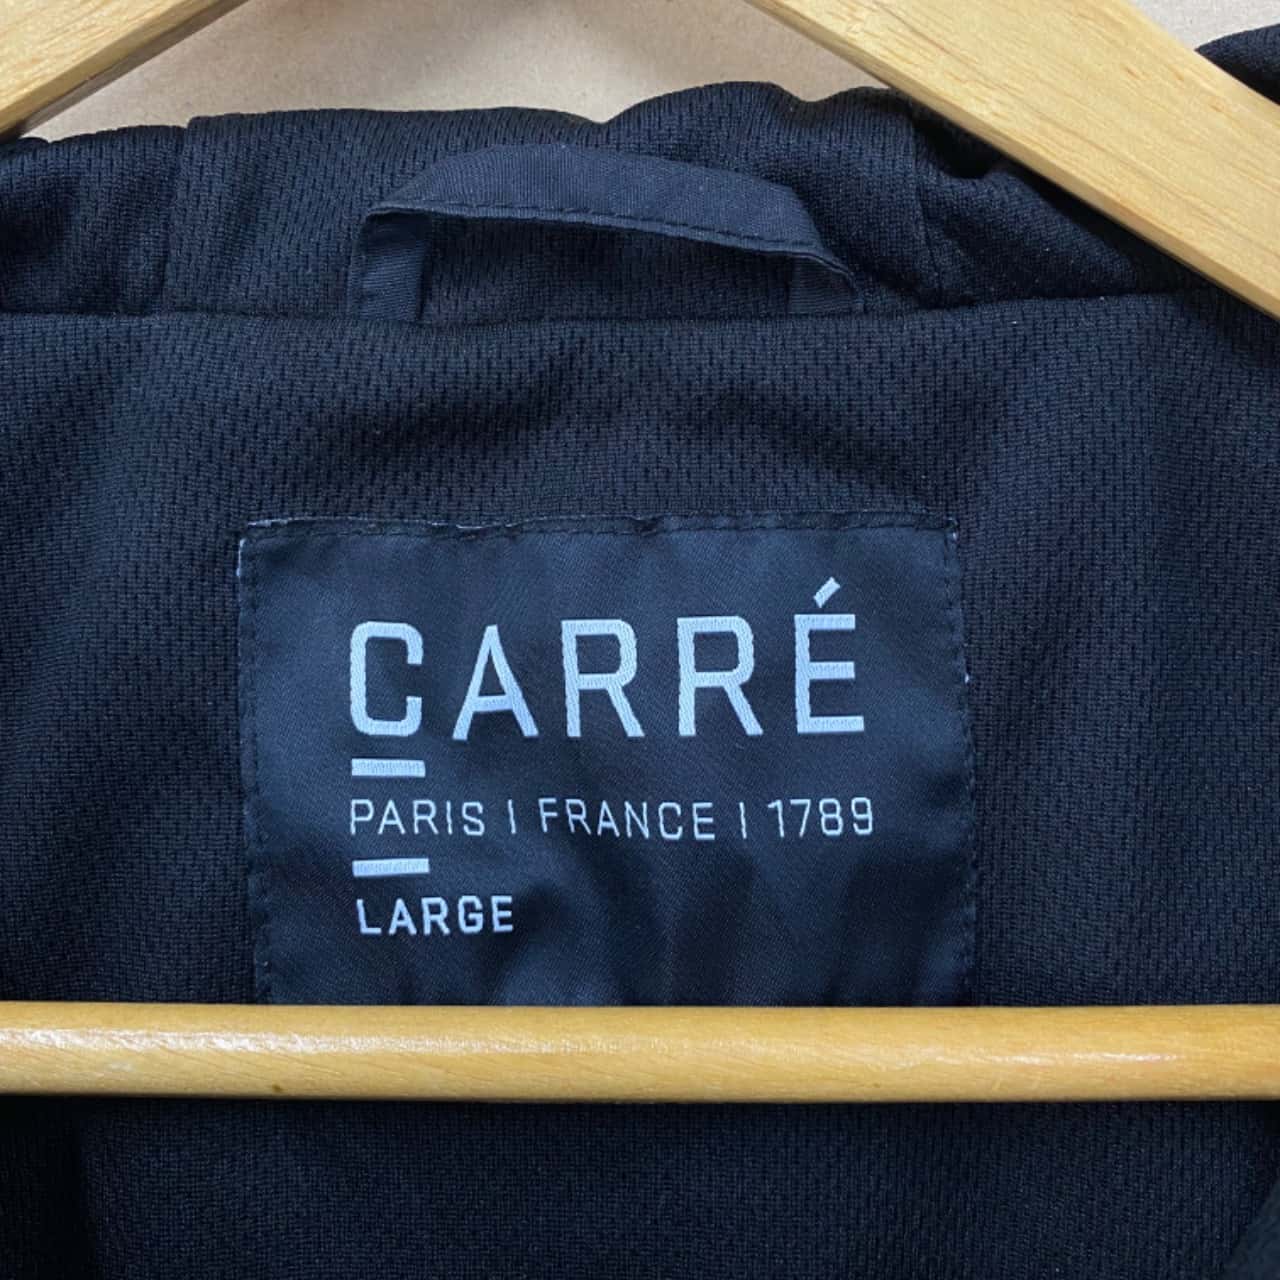 CARRÉ
PARIS | FRANCE | 1789
LARGE